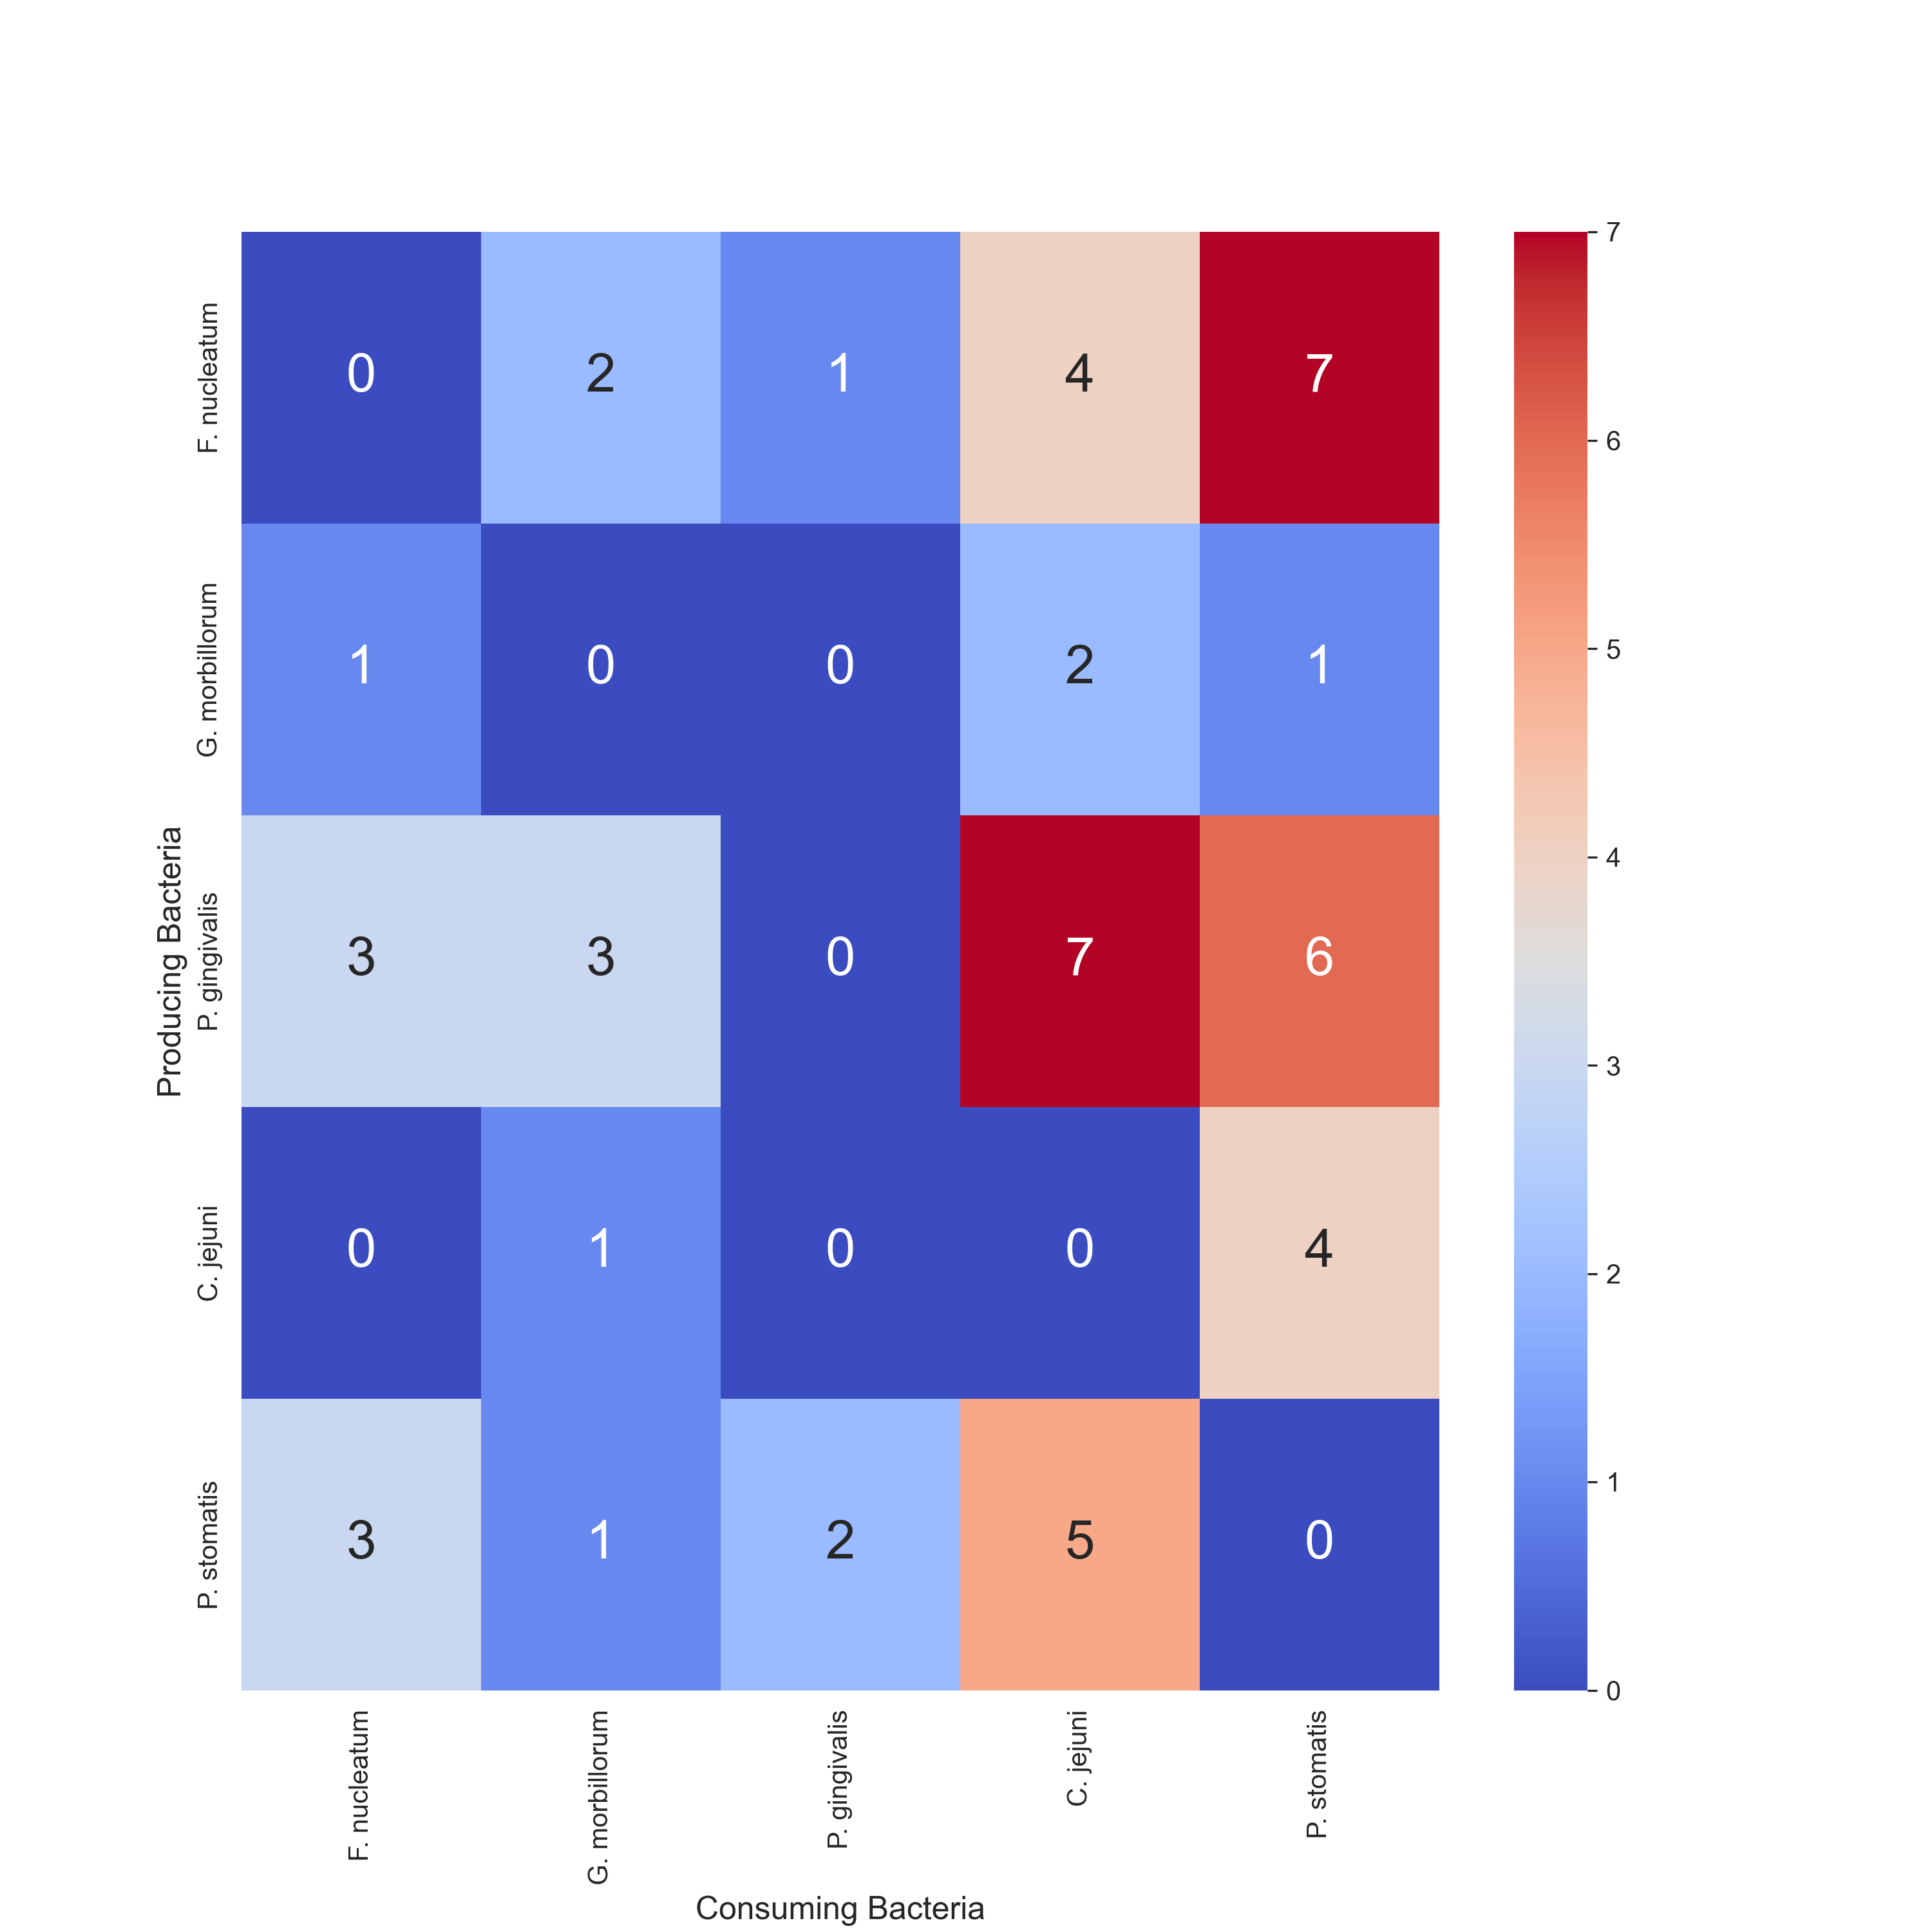 F. nucleatum 0 2 1 4 7
G. morbillorum 1 0 0 2 1
P. gingivalis 3 3 0 7 6
C. jejuni 0 1 0 0 4
P. stomatis 3 1 2 5 0
Producing Bacteria
F. nucleatum G. morbillorum P. gingivalis C. jejuni P. stomatis
Consuming Bacteria
7
6
5
4
3
2
1
0